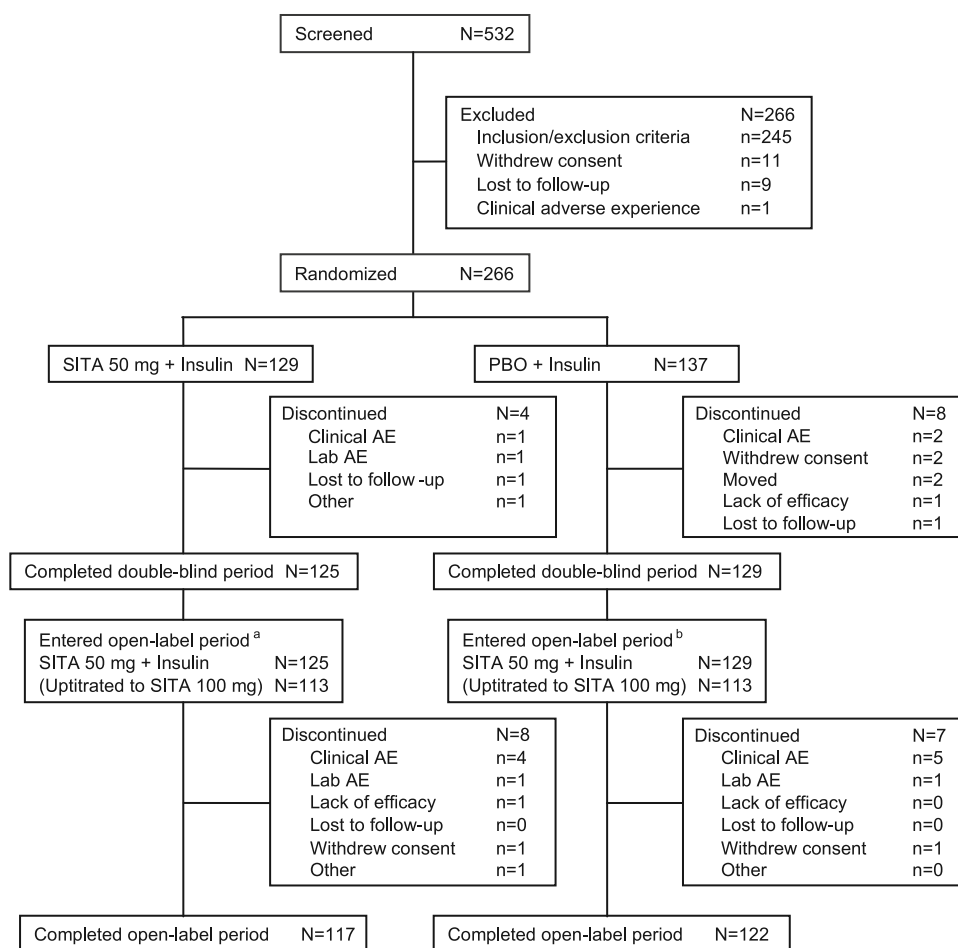 Screened N=532
Excluded N=266
Inclusion/exclusion criteria n=245
Withdrew consent n=11
Lost to follow-up n=9
Clinical adverse experience n=1
Randomized N=266
SITA 50 mg + Insulin N=129
PBO + Insulin N=137
Discontinued N=4
Clinical AE n=1
Lab AE n=1
Lost to follow-up n=1
Other n=1
Discontinued N=8
Clinical AE n=2
Withdrew consent n=2
Moved n=2
Lack of efficacy n=1
Lost to follow-up n=1
Completed double-blind period N=125
Completed double-blind period N=129
Entered open-label period a
SITA 50 mg + Insulin N=125
(Uptitrated to SITA 100 mg) N=113
Entered open-label period b
SITA 50 mg + Insulin N=129
(Uptitrated to SITA 100 mg) N=113
Discontinued N=8
Clinical AE n=4
Lab AE n=1
Lack of efficacy n=1
Lost to follow-up n=0
Withdrew consent n=1
Other n=1
Discontinued N=7
Clinical AE n=5
Lab AE n=1
Lack of efficacy n=0
Lost to follow-up n=0
Withdrew consent n=1
Other n=0
Completed open-label period N=117
Completed open-label period N=122